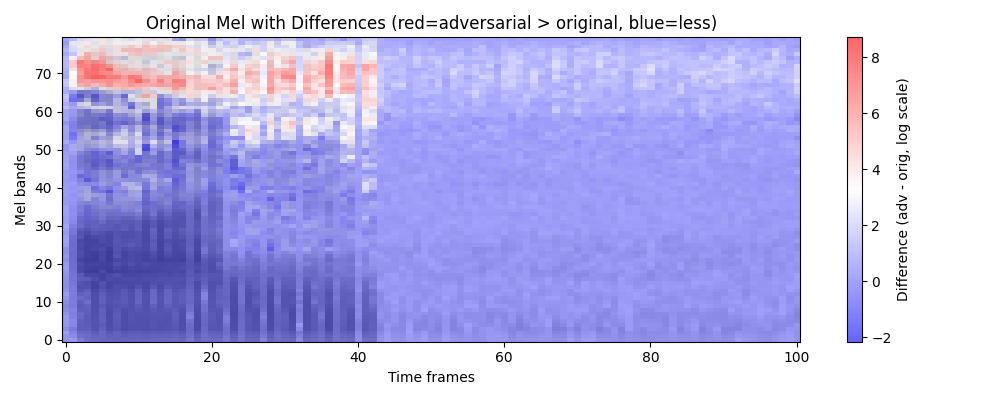 Original Mel with Differences (red=adversarial > original, blue=less)
Mel bands
70
60
50
40
30
20
10
0
0 20 40 60 80 100
Time frames
8
6
4
2
0
−2
Difference (adv - orig, log scale)